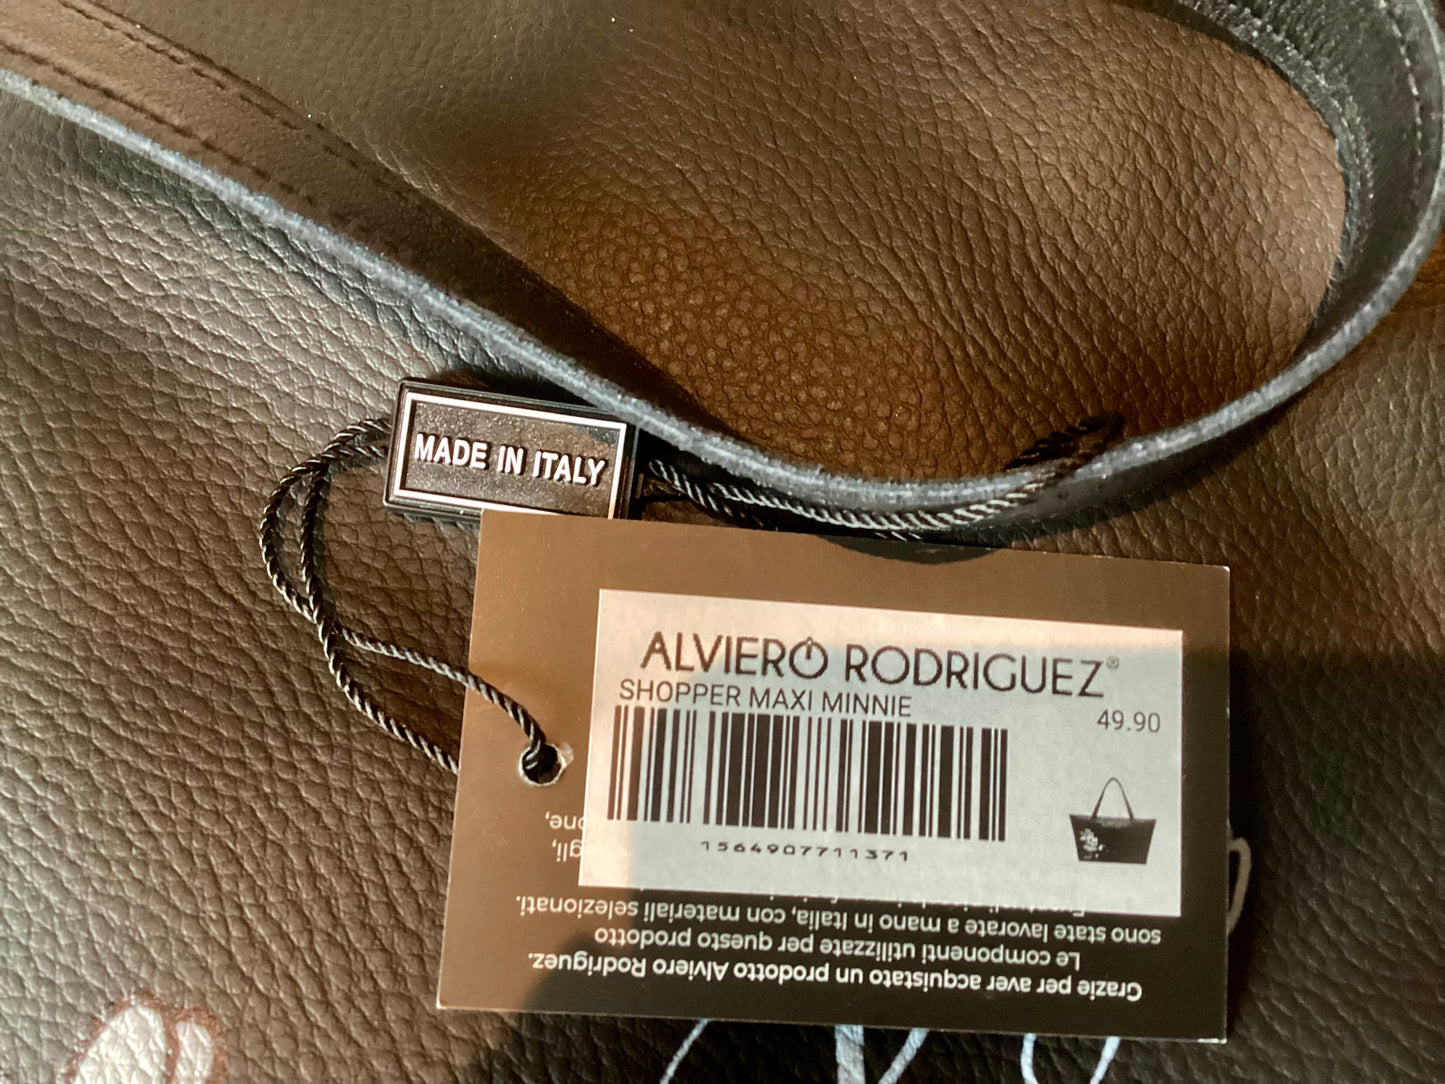 MADE IN ITALY
ALVIERO RODRIGUEZ®
SHOPPER MAXI MINNIE
49.90
1564907711371
Grazie per aver acquistato un prodotto Alviero Rodriguez.
Le componenti utilizzate per questo prodotto
sono state lavorate a mano in Italia, con materiali selezionati.